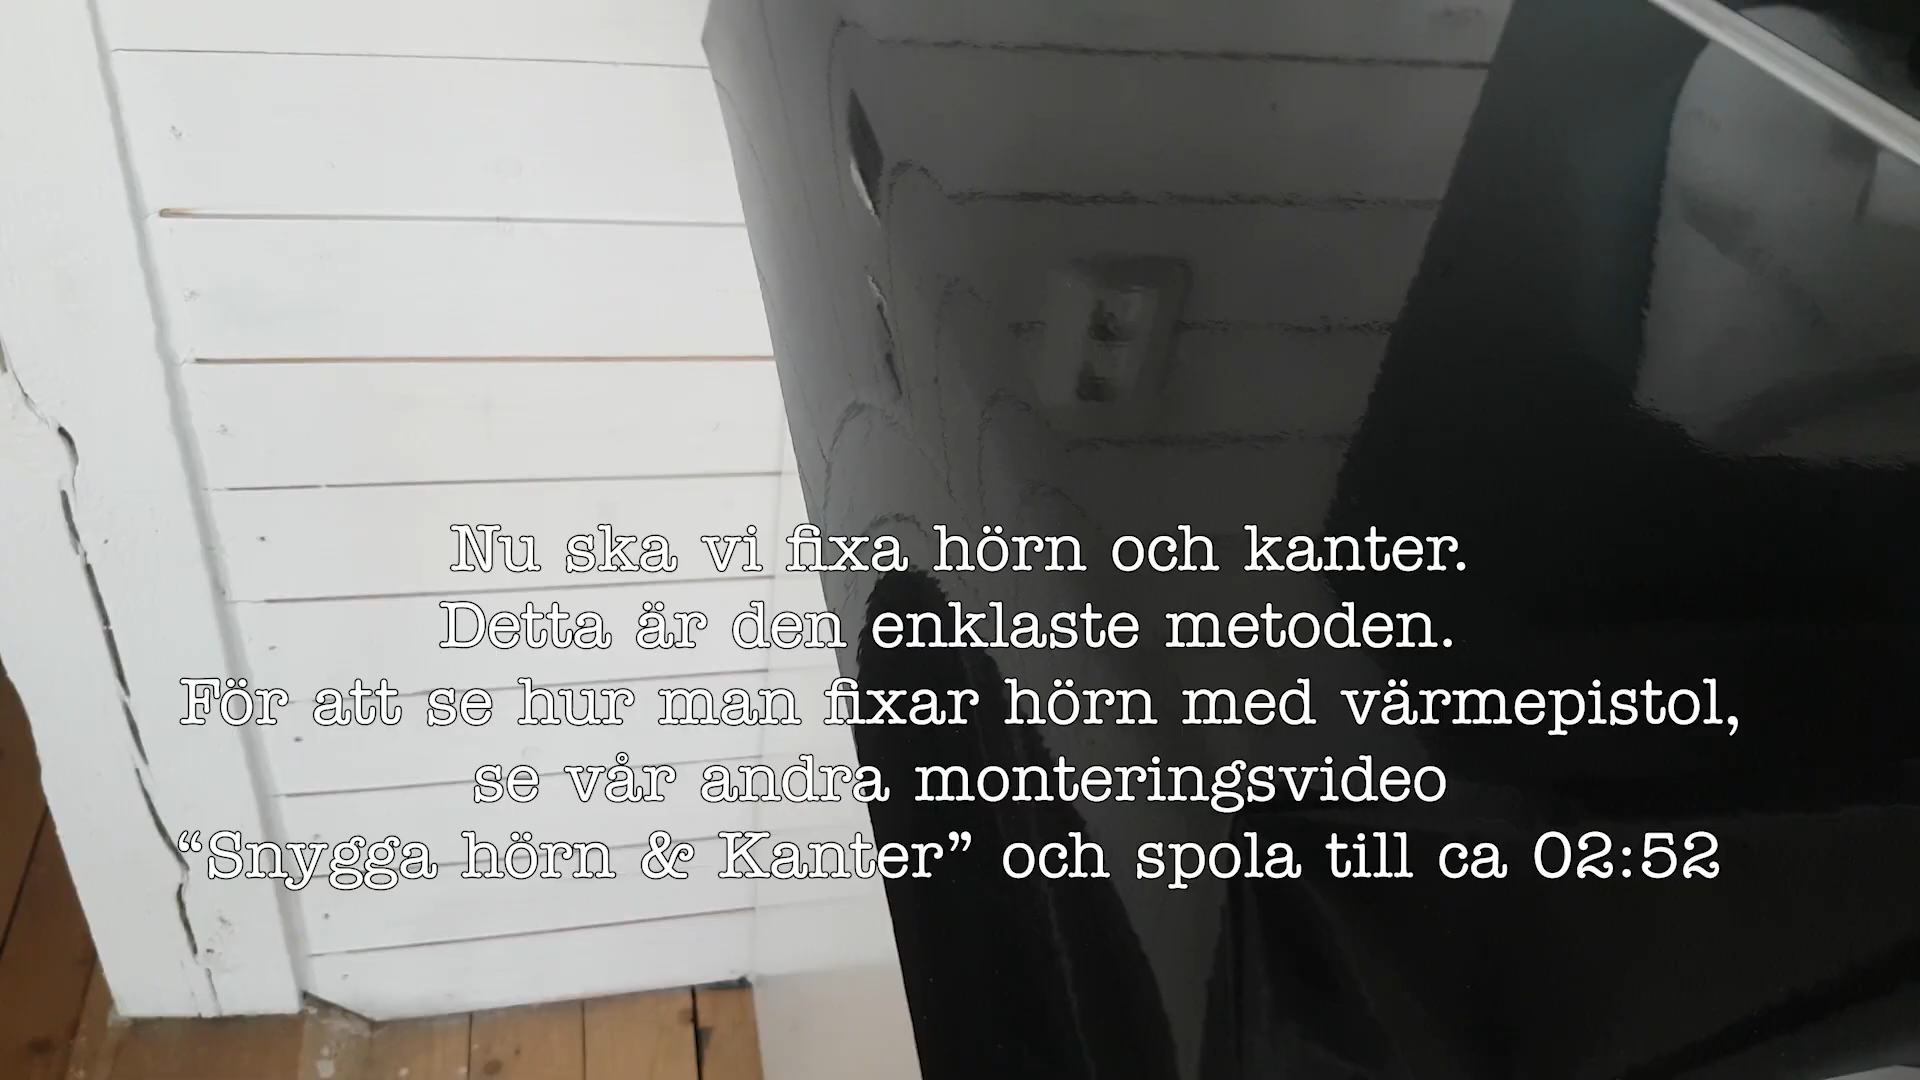 Nu ska vi fixa hörn och kanter.
Detta är den enklaste metoden.
För att se hur man fixar hörn med värmepistol,
se vår andra monteringsvideo
“Snygga hörn & Kanter” och spola till ca 02:52